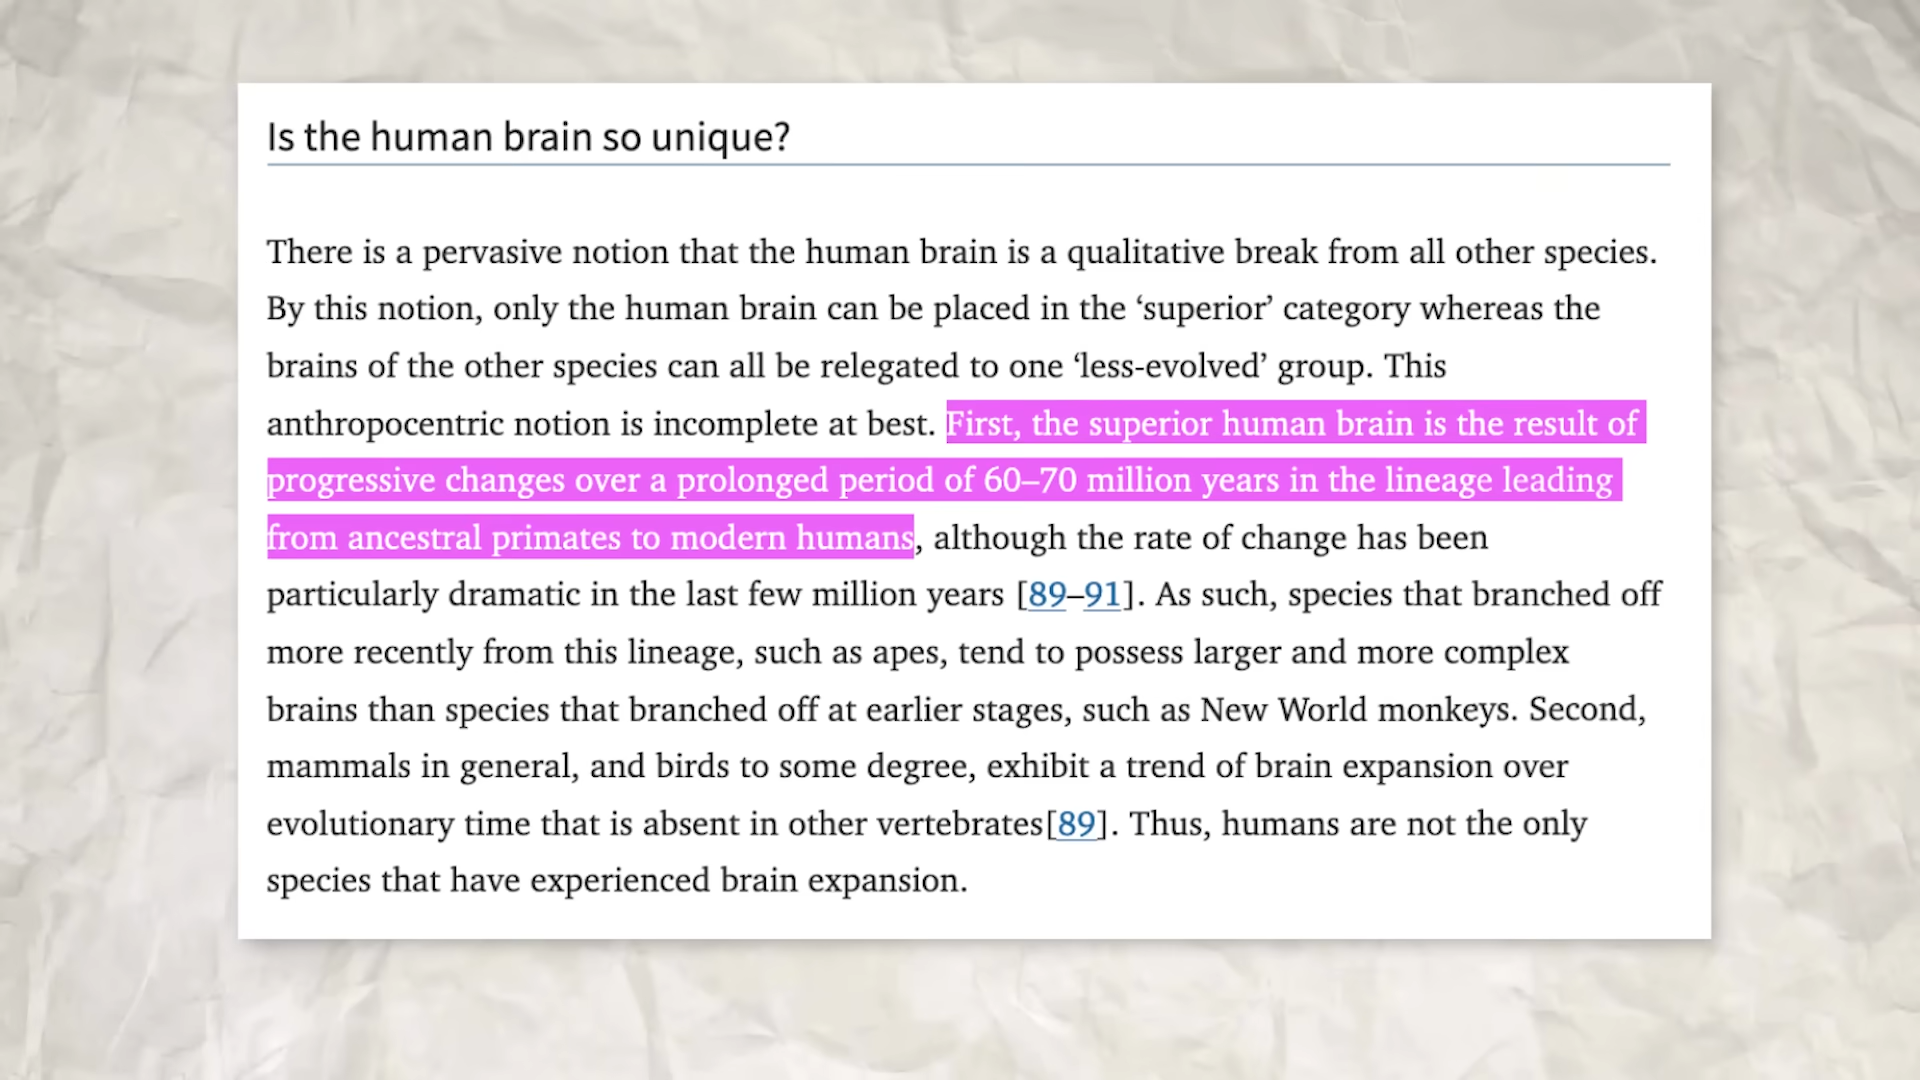 Is the human brain so unique?
There is a pervasive notion that the human brain is a qualitative break from all other species.
By this notion, only the human brain can be placed in the ‘superior’ category whereas the
brains of the other species can all be relegated to one ‘less-evolved’ group. This
anthropocentric notion is incomplete at best. First, the superior human brain is the result of
progressive changes over a prolonged period of 60–70 million years in the lineage leading
from ancestral primates to modern humans, although the rate of change has been
particularly dramatic in the last few million years [89–91]. As such, species that branched off
more recently from this lineage, such as apes, tend to possess larger and more complex
brains than species that branched off at earlier stages, such as New World monkeys. Second,
mammals in general, and birds to some degree, exhibit a trend of brain expansion over
evolutionary time that is absent in other vertebrates[89]. Thus, humans are not the only
species that have experienced brain expansion.